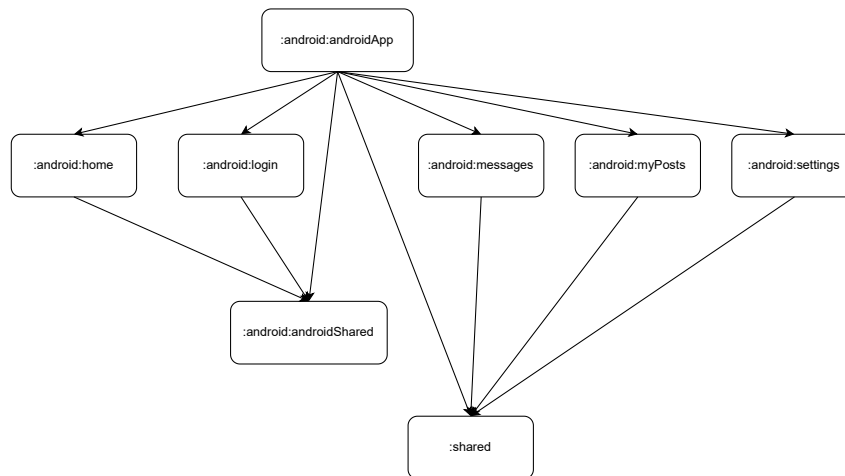 :android:androidApp
:android:home
:android:login
:android:messages
:android:myPosts
:android:settings
:android:androidShared
:shared